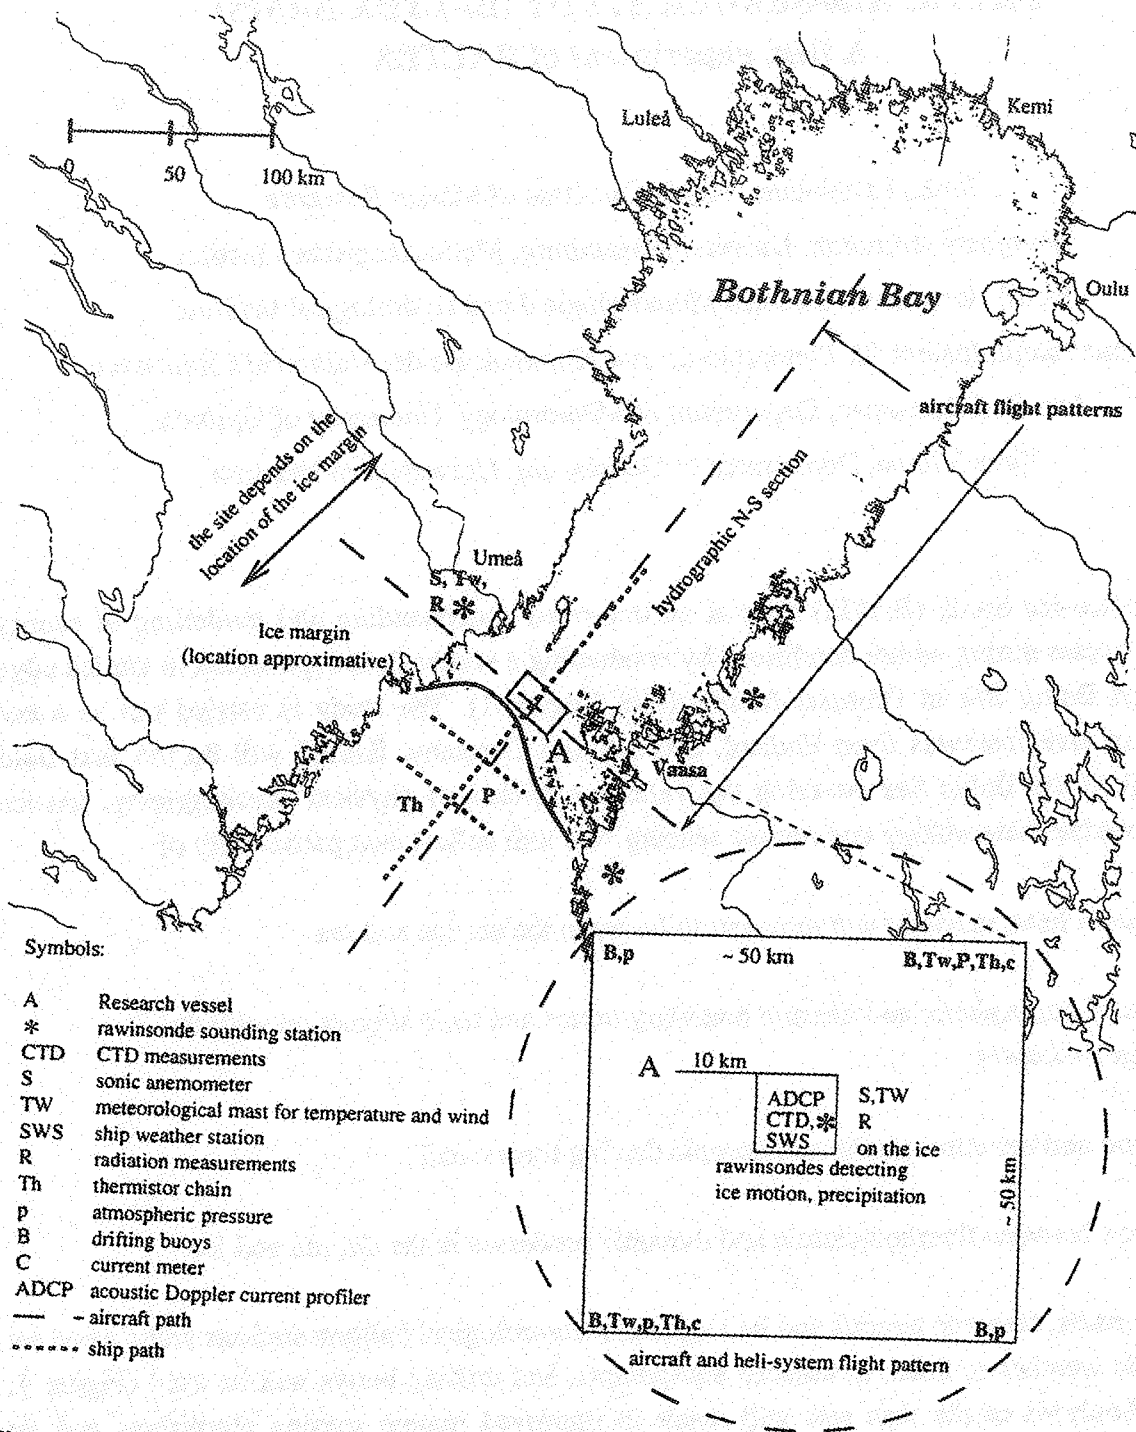 Luleå
Kemi
50
100 km
Bothnian Bay
Oulu
aircraft flight patterns
the site depends on the
location of the ice margin
hydrographic N-S section
Umeå
S, Tw,
R *
Ice margin
(location approximative)
*
A
Vaasa
Th
P
*
Symbols:
A Research vessel
* rawinsonde sounding station
CTD CTD measurements
S sonic anemometer
TW meteorological mast for temperature and wind
SWS ship weather station
R radiation measurements
Th thermistor chain
p atmospheric pressure
B drifting buoys
C current meter
ADCP acoustic Doppler current profiler
aircraft path
ship path
B,p
~ 50 km
B,Tw,P,Th,c
A
10 km
ADCP
CTD,*
SWS
S,TW
R
on the ice
rawinsondes detecting
ice motion, precipitation
~ 50 km
B,Tw,p,Th,c
B,p
aircraft and heli-system flight pattern